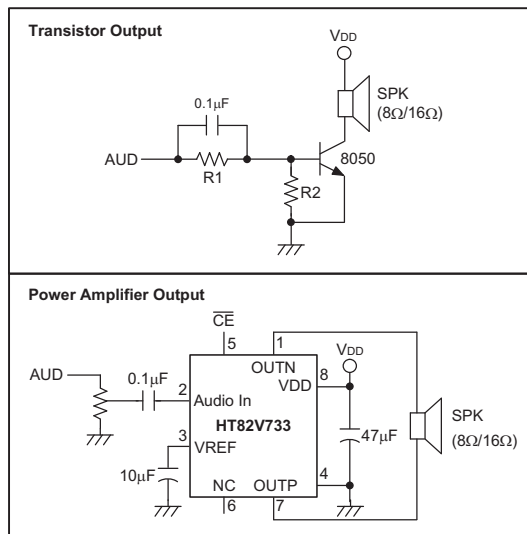 Transistor Output
VDD
SPK
(8Ω/16Ω)
0.1μF
AUD
R1
8050
R2
Power Amplifier Output
CE
5
1
OUTN
VDD
AUD
0.1μF
2
Audio In
VDD
8
HT82V733
3
VREF
47μF
SPK
(8Ω/16Ω)
10μF
NC
OUTP
4
6
7